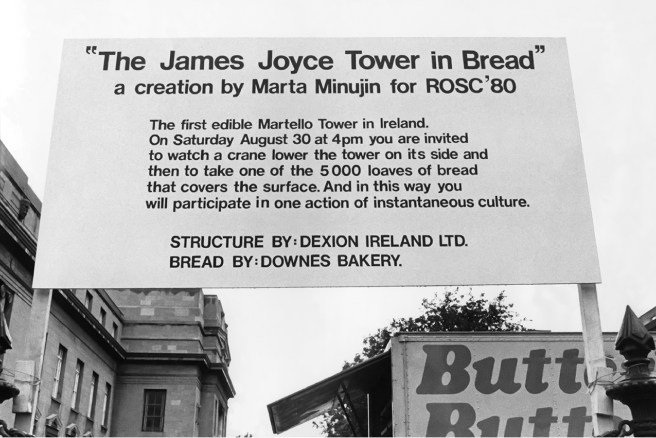 "The James Joyce Tower in Bread"
a creation by Marta Minujin for ROSC'80
The first edible Martello Tower in Ireland.
On Saturday August 30 at 4pm you are invited
to watch a crane lower the tower on its side and
then to take one of the 5000 loaves of bread
that covers the surface. And in this way you
will participate in one action of instantaneous culture.
STRUCTURE BY: DEXION IRELAND LTD.
BREAD BY: DOWNES BAKERY.